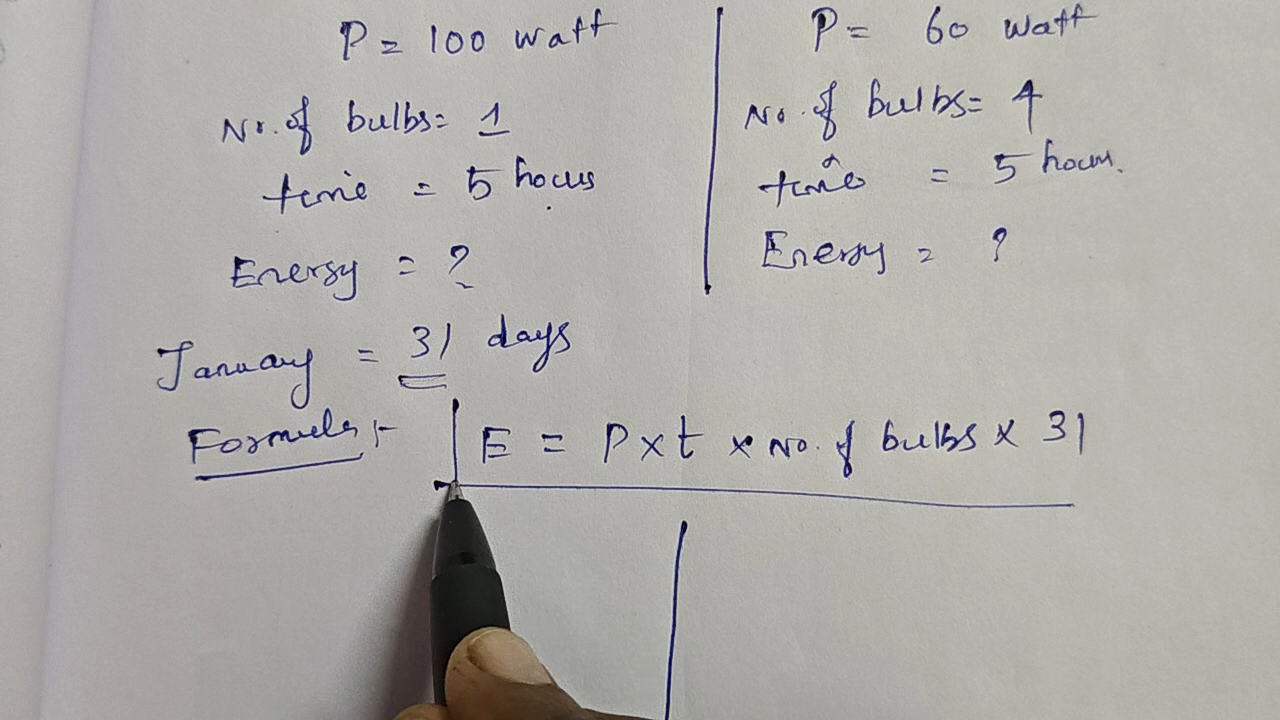 P = 100 watt
No. of bulbs = 1
time = 5 hours
Energy = ?
P = 60 watt
No. of bulbs = 4
time = 5 hours.
Energy = ?
January = 31 days
Formula :-
E = P x t x No. of bulbs x 31